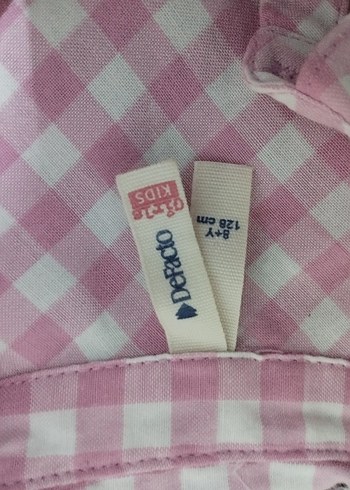 KIDS
DeFacto
8+Y
128 cm